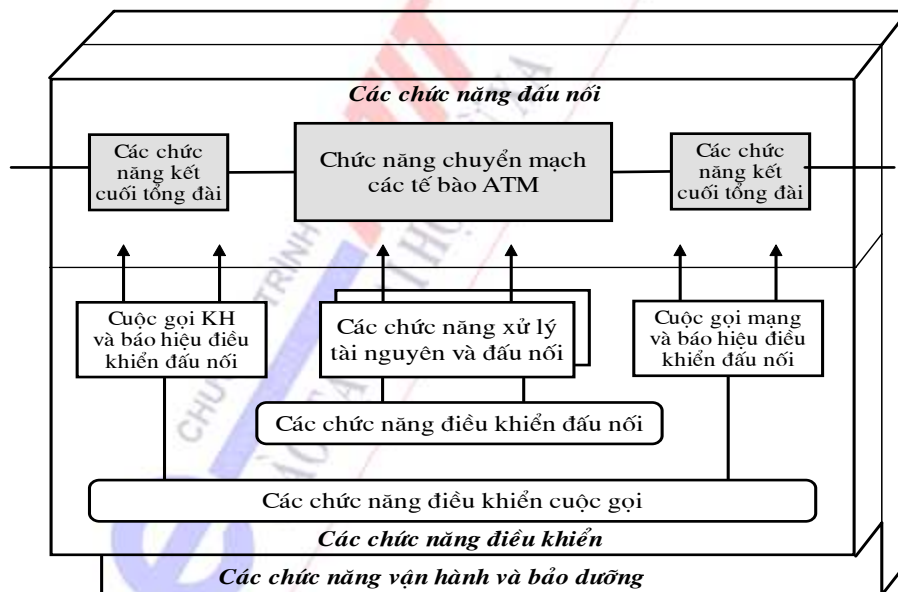 Các chức năng đấu nối
Các chức
năng kết
cuối tổng đài
Chức năng chuyển mạch
các tế bào ATM
Các chức
năng kết
cuối tổng đài
Cuộc gọi KH
và báo hiệu điều
khiển đấu nối
Các chức năng xử lý
tài nguyên và đấu nối
Cuộc gọi mạng
và báo hiệu điều
khiển đấu nối
Các chức năng điều khiển đấu nối
Các chức năng điều khiển cuộc gọi
Các chức năng điều khiển
Các chức năng vận hành và bảo dưỡng